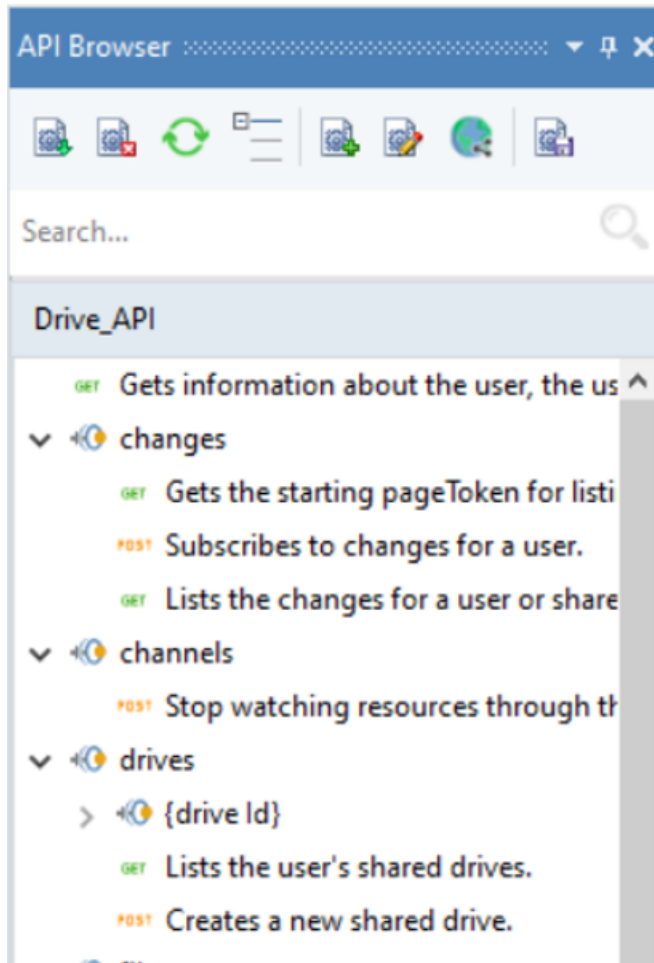 API Browser
Search...
Drive_API
GET Gets information about the user, the us
changes
GET Gets the starting pageToken for listi
POST Subscribes to changes for a user.
GET Lists the changes for a user or share
channels
POST Stop watching resources through th
drives
{drive Id}
GET Lists the user's shared drives.
POST Creates a new shared drive.